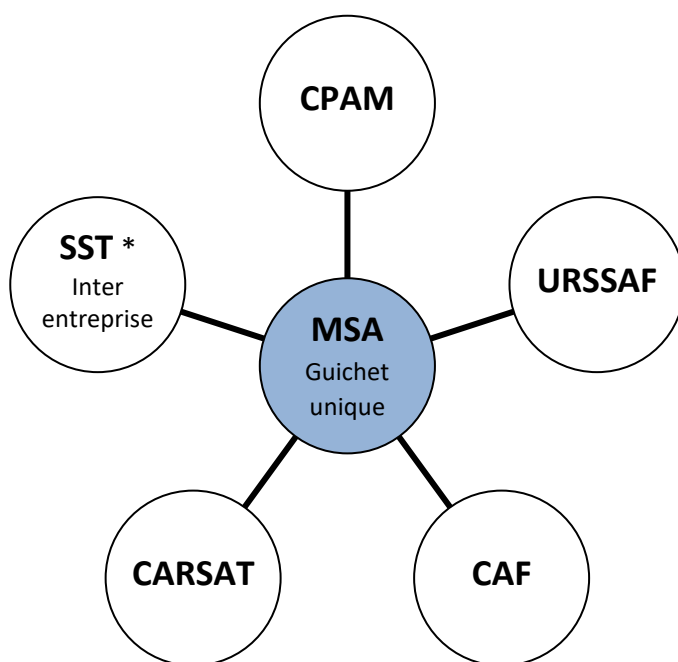 CPAM
SST *
Inter
entreprise
URSSAF
MSA
Guichet
unique
CARSAT
CAF